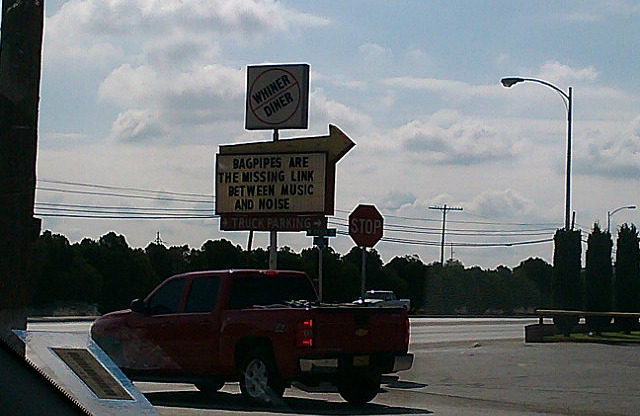 WHINER
DINER
BAGPIPES ARE
THE MISSING LINK
BETWEEN MUSIC
AND NOISE
TRUCK PARKING
STOP